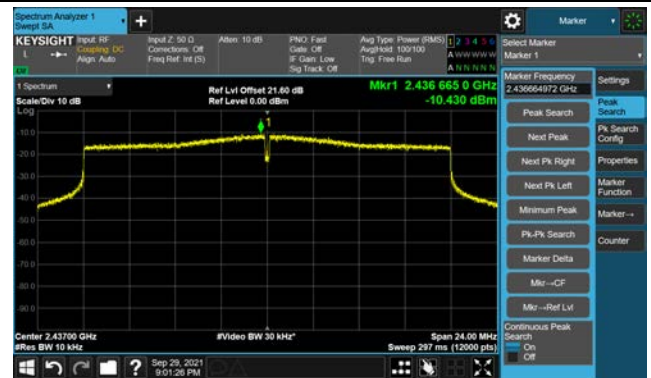 Spectrum Analyzer 1
Swept SA
Marker
KEYSIGHT
L
Input: RF
Coupling: DC
Align: Auto
Input Z: 50 Ω
Corrections: Off
Freq Ref: Int (S)
Atten: 10 dB
PNO: Fast
Gate: Off
IF Gain: Low
Sig Track: Off
Avg Type: Power (RMS)
Avg|Hold: 100/100
Trig: Free Run
1 2 3 4 5 6
A W W W W W
A N N N N N
Select Marker
Marker 1
1 Spectrum
Scale/Div 10 dB
Log
Ref Lvl Offset 21.60 dB
Ref Level 0.00 dBm
Mkr1 2.436 665 0 GHz
-10.430 dBm
1
-10.0
-20.0
-30.0
-40.0
-50.0
-60.0
-70.0
-80.0
-90.0
Center 2.43700 GHz
#Res BW 10 kHz
#Video BW 30 kHz*
Span 24.00 MHz
Sweep 297 ms (12000 pts)
Marker Frequency
2.436664972 GHz
Peak Search
Next Peak
Next Pk Right
Next Pk Left
Minimum Peak
Pk-Pk Search
Marker Delta
Mkr→CF
Mkr→Ref Lvl
Continuous Peak
Search
On
Off
Settings
Peak
Search
Pk Search
Config
Properties
Marker
Function
Marker→
Counter
?
Sep 29, 2021
9:01:26 PM